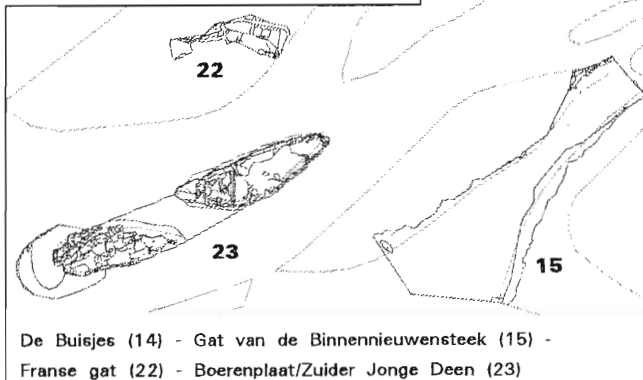 22
23
15
De Buisjes (14) - Gat van de Binnennieuwensteek (15) -
Franse gat (22) - Boerenplaat/Zuider Jonge Deen (23)